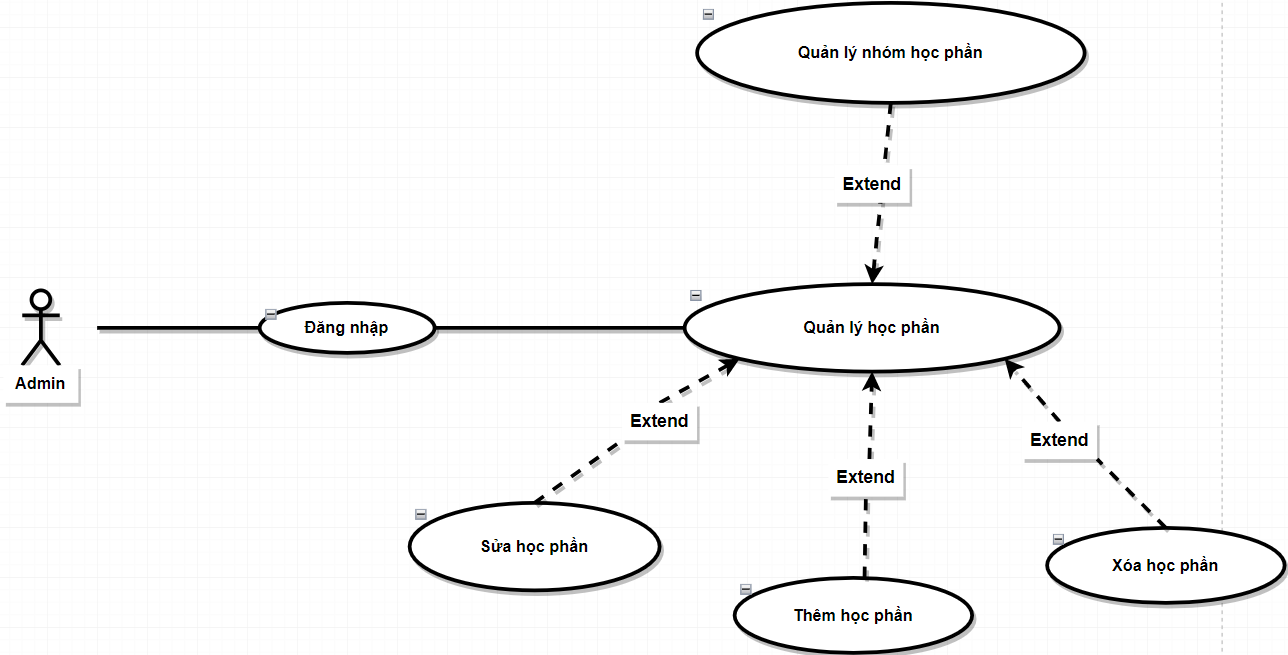 Quản lý nhóm học phần
Extend
Đăng nhập
Quản lý học phần
Admin
Extend
Extend
Extend
Sửa học phần
Thêm học phần
Xóa học phần